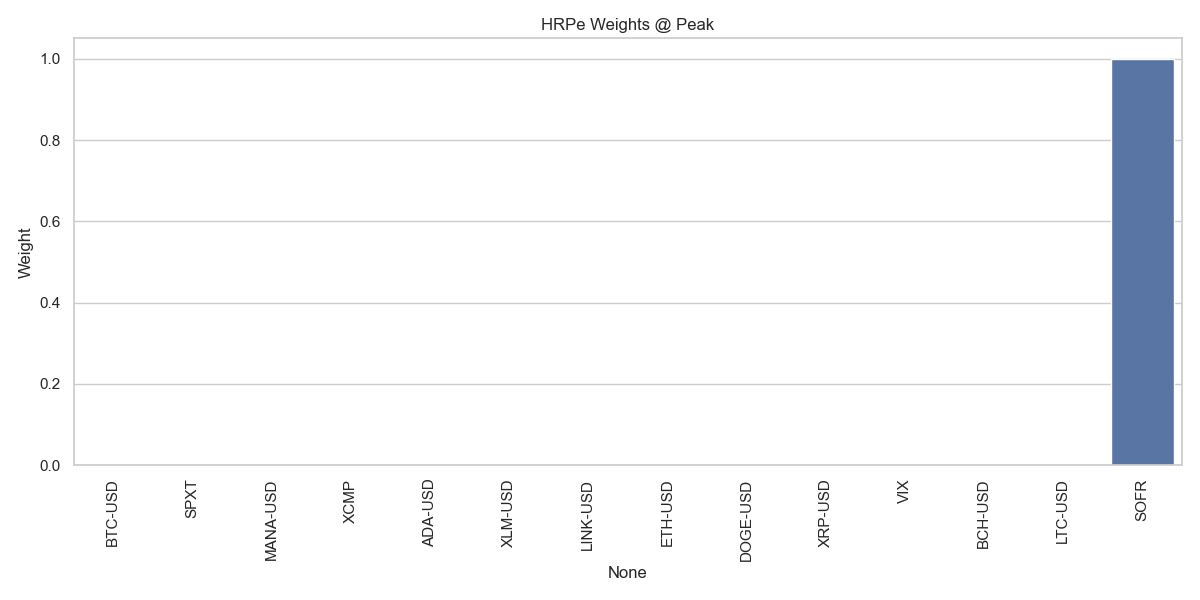 HRPe Weights @ Peak
Weight
1.0
0.8
0.6
0.4
0.2
0.0
BTC-USD
SPXT
MANA-USD
XCMP
ADA-USD
XLM-USD
LINK-USD
ETH-USD
DOGE-USD
XRP-USD
VIX
BCH-USD
LTC-USD
SOFR
None